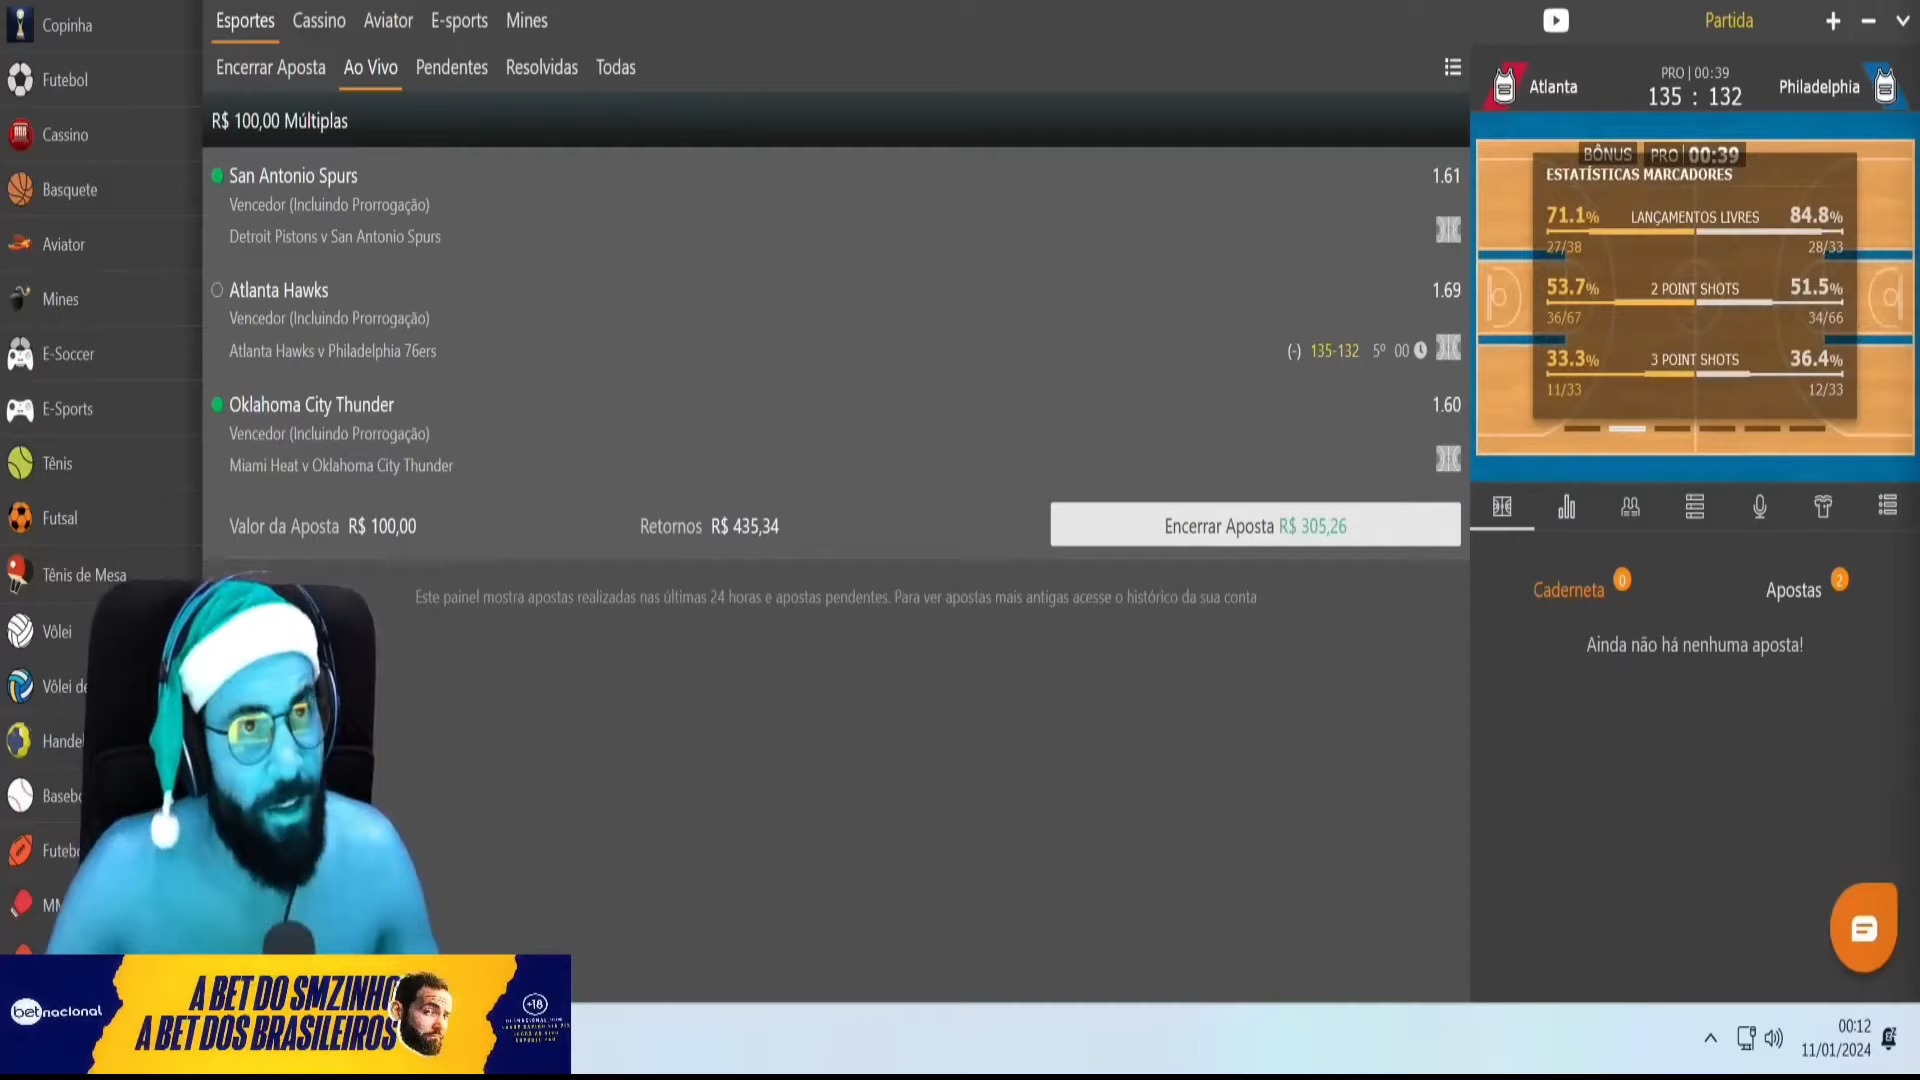 Copinha
Futebol
Cassino
Basquete
Aviator
Mines
E-Soccer
E-Sports
Tênis
Futsal
Tênis de Mesa
Vôlei
Vôlei de
Handel
Basebo
Futebo
MM
Esportes Cassino Aviator E-sports Mines
Encerrar Aposta Ao Vivo Pendentes Resolvidas Todas
R$ 100,00 Múltiplas
San Antonio Spurs 1.61
Vencedor (Incluindo Prorrogação)
Detroit Pistons v San Antonio Spurs
Atlanta Hawks 1.69
Vencedor (Incluindo Prorrogação)
Atlanta Hawks v Philadelphia 76ers (-) 135-132 5º 00
Oklahoma City Thunder 1.60
Vencedor (Incluindo Prorrogação)
Miami Heat v Oklahoma City Thunder
Valor da Aposta R$ 100,00 Retornos R$ 435,34 Encerrar Aposta R$ 305,26
Este painel mostra apostas realizadas nas últimas 24 horas e apostas pendentes. Para ver apostas mais antigas acesse o histórico da sua conta
Partida
PRO | 00:39
Atlanta 135 : 132 Philadelphia
BÔNUS PRO | 00:39
ESTATÍSTICAS MARCADORES
71.1% LANÇAMENTOS LIVRES 84.8%
27/38 28/33
53.7% 2 POINT SHOTS 51.5%
36/67 34/66
33.3% 3 POINT SHOTS 36.4%
11/33 12/33
Caderneta 0 Apostas 2
Ainda não há nenhuma aposta!
betnacional
A BET DO SMZINHO
A BET DOS BRASILEIROS
+18
00:12
11/01/2024